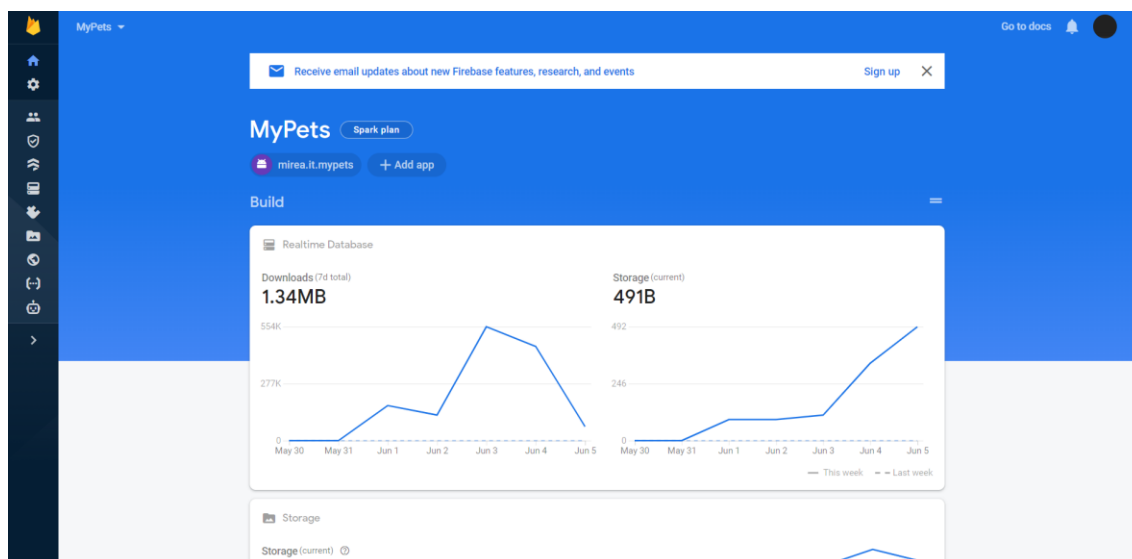 MyPets
Go to docs
Receive email updates about new Firebase features, research, and events
Sign up
MyPets
Spark plan
mirea.it.mypets
+ Add app
Build
Realtime Database
Downloads (7d total)
1.34MB
554K
277K
0
May 30 May 31 Jun 1 Jun 2 Jun 3 Jun 4 Jun 5
Storage (current)
491B
492
246
0
May 30 May 31 Jun 1 Jun 2 Jun 3 Jun 4 Jun 5
This week Last week
Storage
Storage (current)